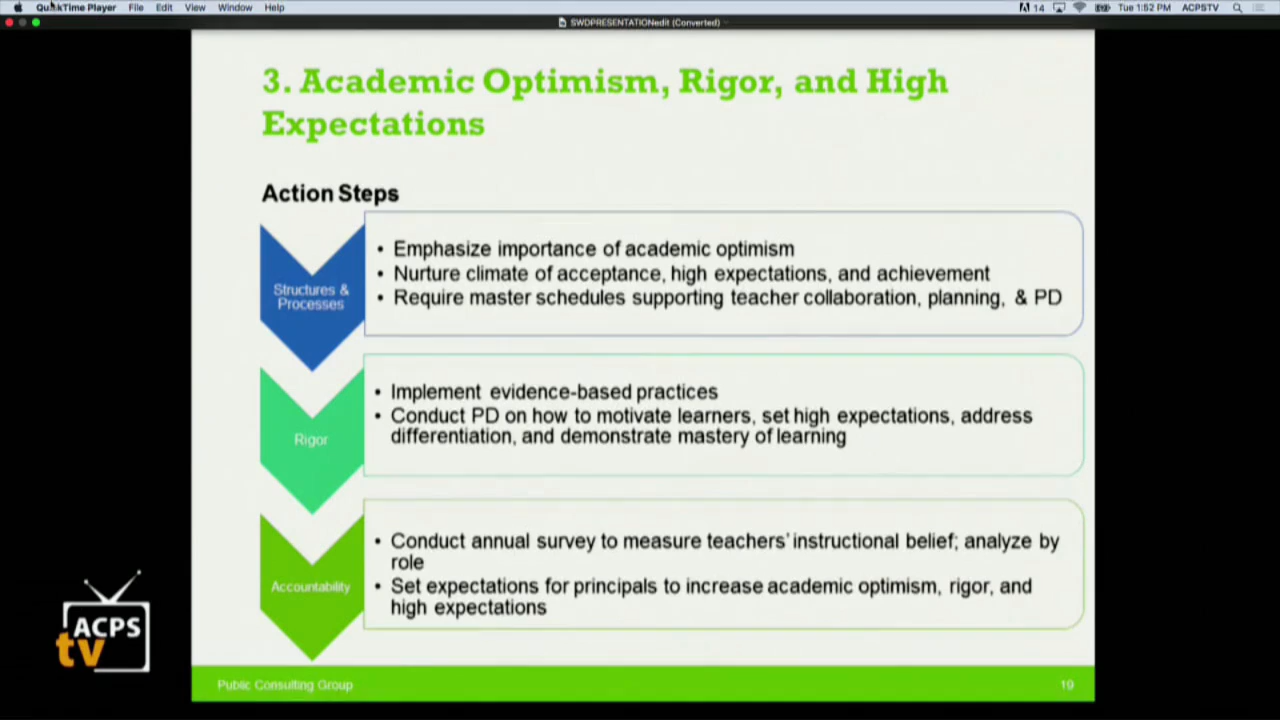 QuickTime Player File Edit View Window Help 14 Tue 1:52 PM ACPSTV
SWDPRESENTATIONedit (Converted)
3. Academic Optimism, Rigor, and High
Expectations
Action Steps
Structures &
Processes
• Emphasize importance of academic optimism
• Nurture climate of acceptance, high expectations, and achievement
• Require master schedules supporting teacher collaboration, planning, & PD
Rigor
• Implement evidence-based practices
• Conduct PD on how to motivate learners, set high expectations, address
differentiation, and demonstrate mastery of learning
Accountability
• Conduct annual survey to measure teachers' instructional belief; analyze by
role
• Set expectations for principals to increase academic optimism, rigor, and
high expectations
ACPS
tv
Public Consulting Group 19